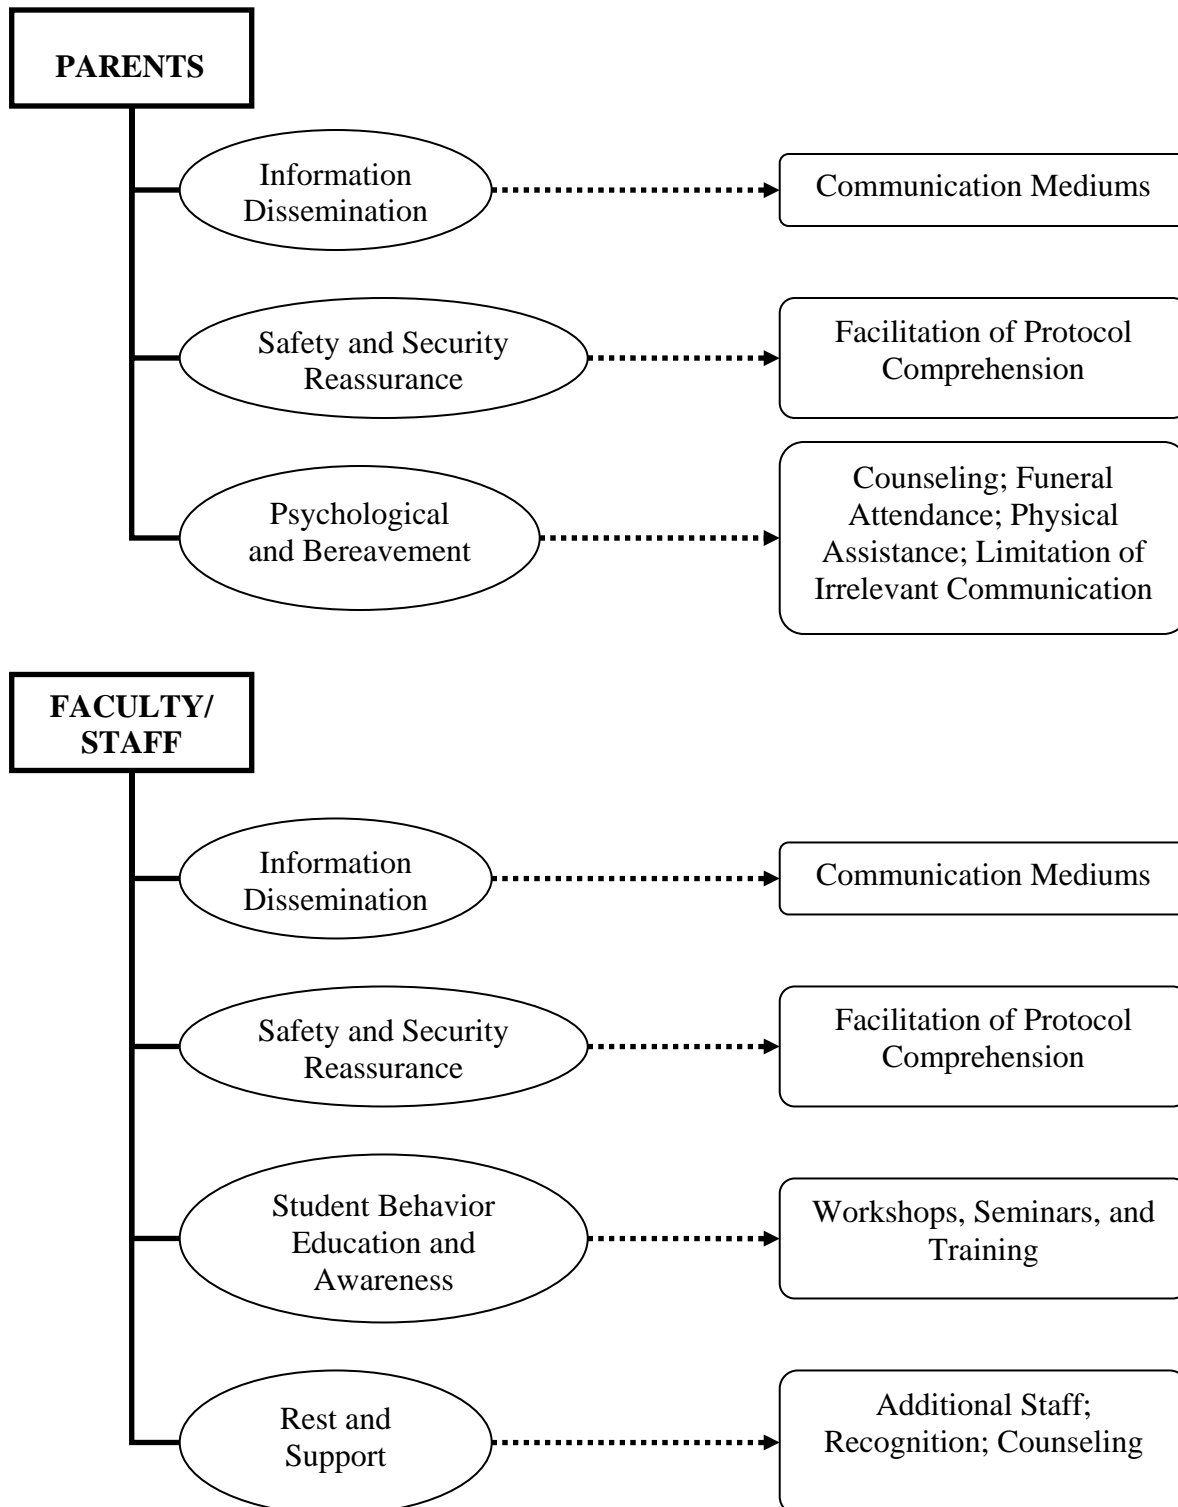 PARENTS
Information
Dissemination
Communication Mediums
Safety and Security
Reassurance
Facilitation of Protocol
Comprehension
Psychological
and Bereavement
Counseling; Funeral
Attendance; Physical
Assistance; Limitation of
Irrelevant Communication
FACULTY/
STAFF
Information
Dissemination
Communication Mediums
Safety and Security
Reassurance
Facilitation of Protocol
Comprehension
Student Behavior
Education and
Awareness
Workshops, Seminars, and
Training
Rest and
Support
Additional Staff;
Recognition; Counseling